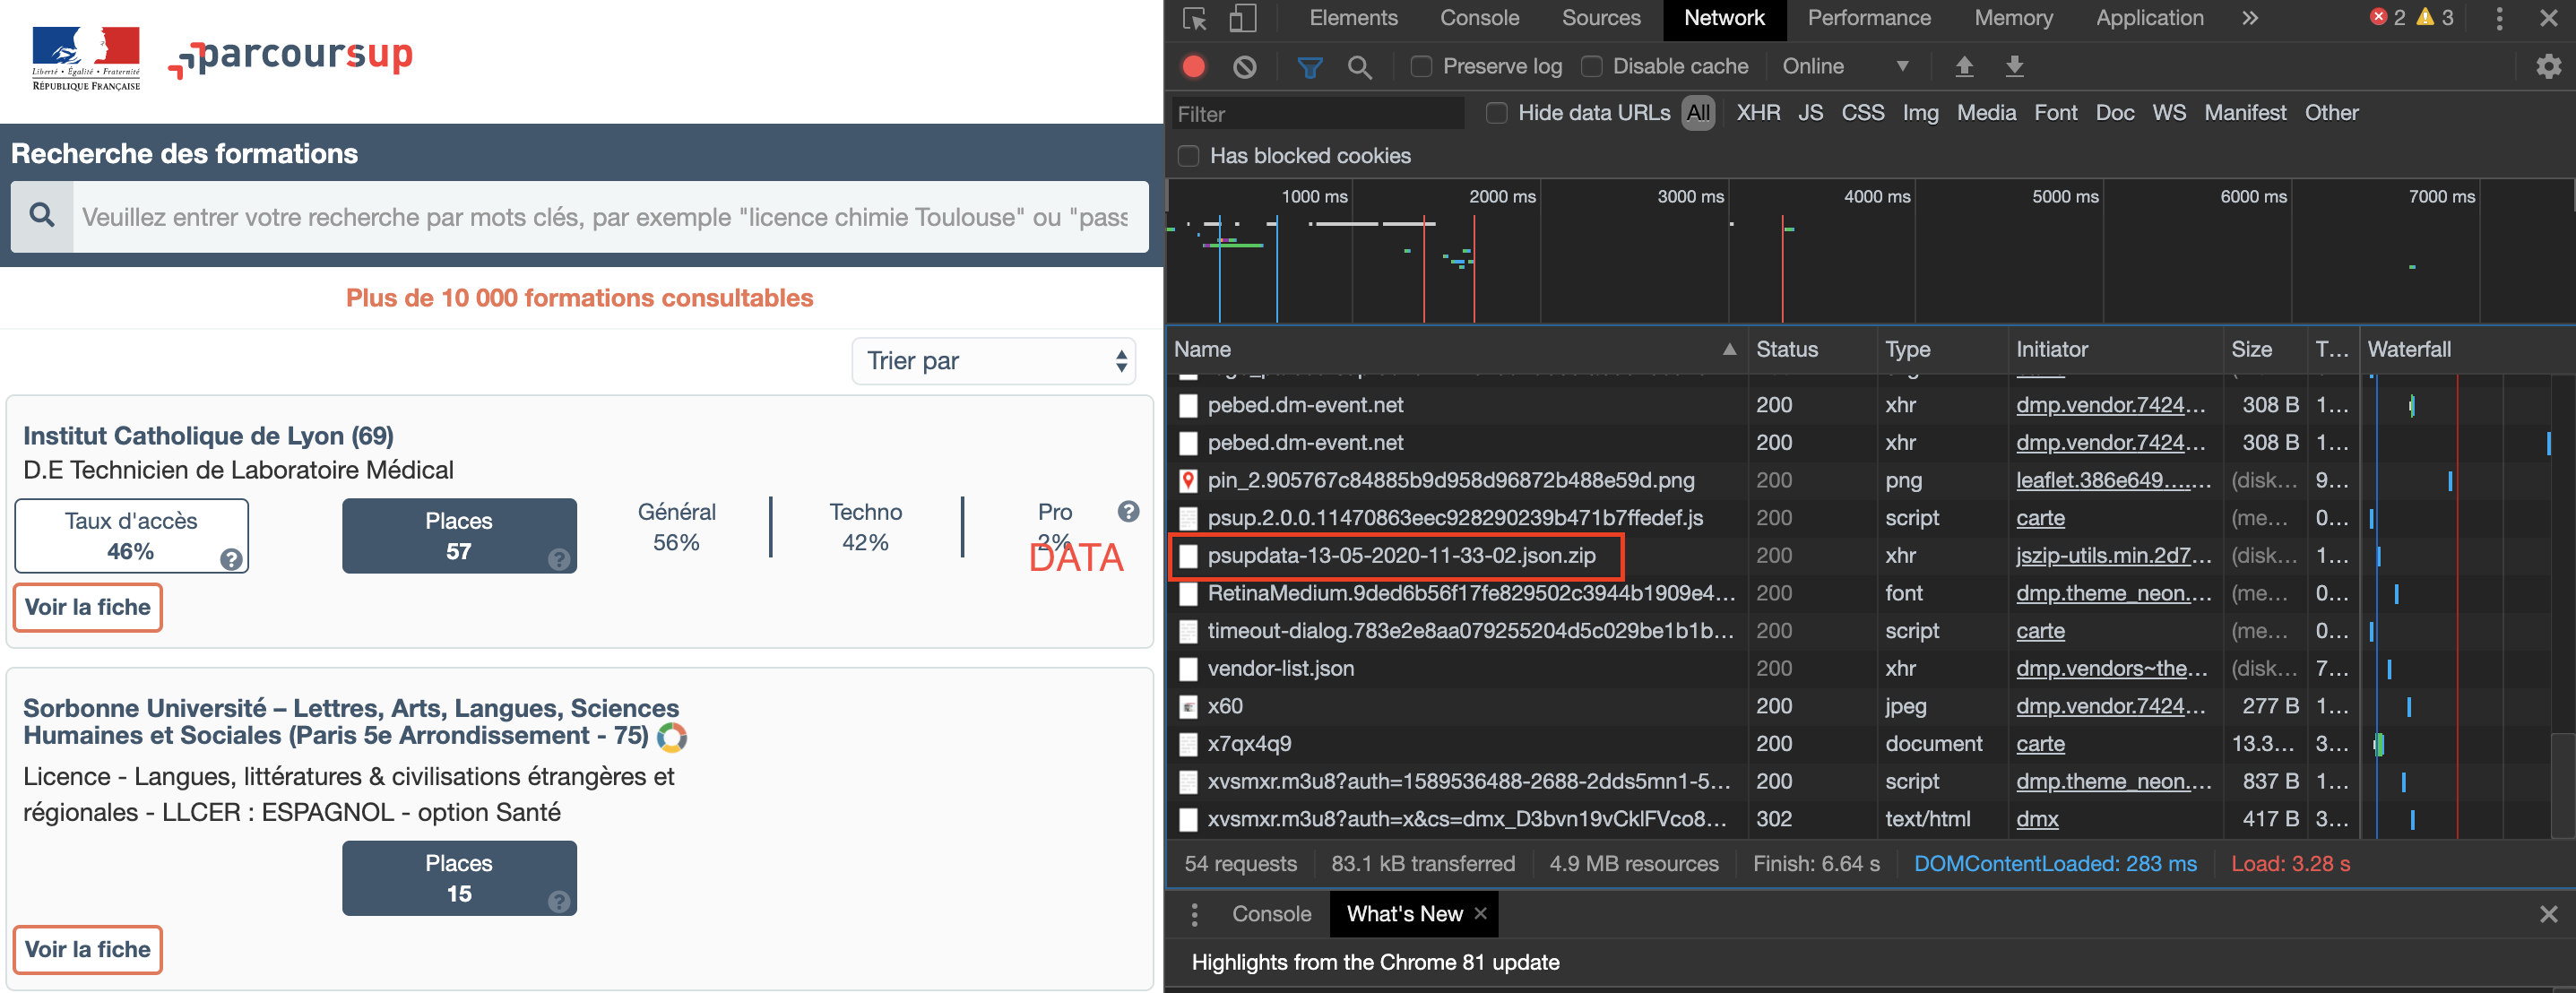 Liberté • Égalité • Fraternité
RÉPUBLIQUE FRANÇAISE
parcoursup
Recherche des formations
Veuillez entrer votre recherche par mots clés, par exemple "licence chimie Toulouse" ou "pass
Plus de 10 000 formations consultables
Trier par
Institut Catholique de Lyon (69)
D.E Technicien de Laboratoire Médical
Taux d'accès
46%
?
Places
57
?
Général
56%
Techno
42%
Pro
2%
?
DATA
Voir la fiche
Sorbonne Université – Lettres, Arts, Langues, Sciences
Humaines et Sociales (Paris 5e Arrondissement - 75)
Licence - Langues, littératures & civilisations étrangères et
régionales - LLCER : ESPAGNOL - option Santé
Places
15
?
Voir la fiche
Elements Console Sources Network Performance Memory Application » 2 3
Preserve log Disable cache Online
Filter Hide data URLs All XHR JS CSS Img Media Font Doc WS Manifest Other
Has blocked cookies
1000 ms 2000 ms 3000 ms 4000 ms 5000 ms 6000 ms 7000 ms
Name Status Type Initiator Size T... Waterfall
pebed.dm-event.net 200 xhr dmp.vendor.7424... 308 B 1...
pebed.dm-event.net 200 xhr dmp.vendor.7424... 308 B 1...
pin_2.905767c84885b9d958d96872b488e59d.png 200 png leaflet.386e649...... (disk... 9...
psup.2.0.0.11470863eec928290239b471b7ffedef.js 200 script carte (me... 0...
psupdata-13-05-2020-11-33-02.json.zip 200 xhr jszip-utils.min.2d7... (disk... 1...
RetinaMedium.9ded6b56f17fe829502c3944b1909e4... 200 font dmp.theme_neon.... (me... 0...
timeout-dialog.783e2e8aa079255204d5c029be1b1b... 200 script carte (me... 0...
vendor-list.json 200 xhr dmp.vendors~the... (disk... 7...
x60 200 jpeg dmp.vendor.7424... 277 B 1...
x7qx4q9 200 document carte 13.3... 3...
xvsmxr.m3u8?auth=1589536488-2688-2dds5mn1-5... 200 script dmp.theme_neon.... 837 B 1...
xvsmxr.m3u8?auth=x&cs=dmx_D3bvn19vCklFVco8... 302 text/html dmx 417 B 3...
54 requests 83.1 kB transferred 4.9 MB resources Finish: 6.64 s DOMContentLoaded: 283 ms Load: 3.28 s
Console What's New
Highlights from the Chrome 81 update